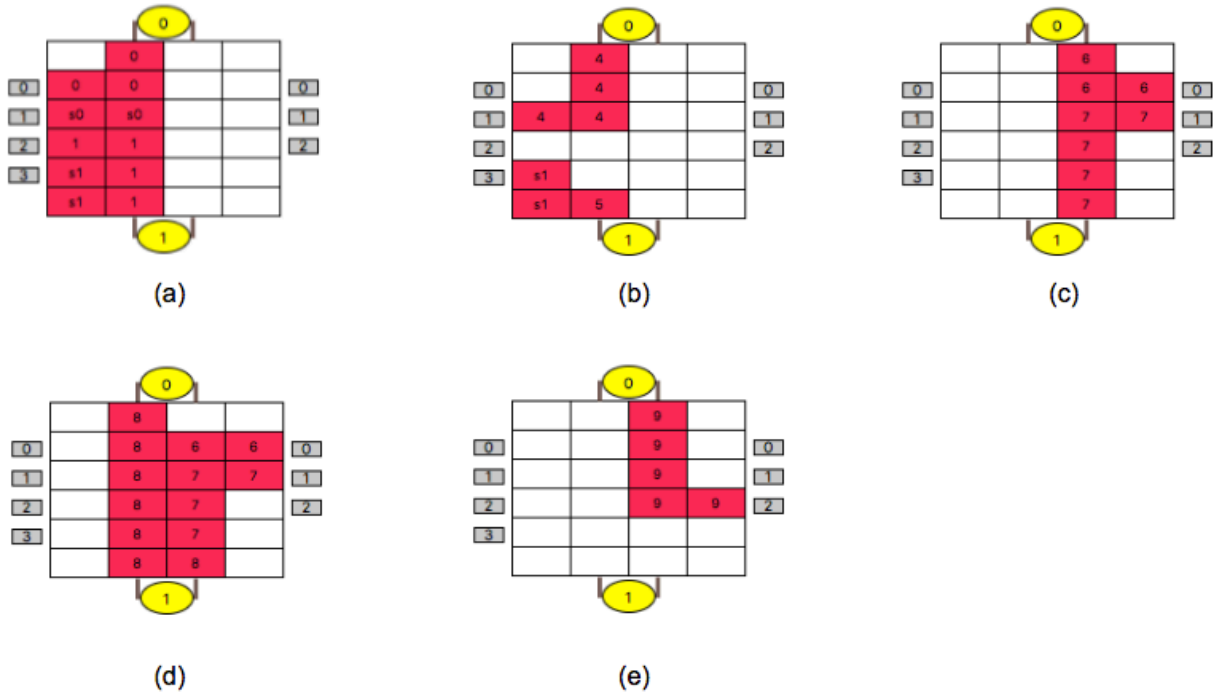 0
0
0 0 0 0
1 s0 s0 1
2 1 1 2
3 s1 1
s1 1
1
(a)
0
4
0 4 0
1 4 4 1
2 2
3 s1
s1 5
1
(b)
0
6
0 6 6 0
1 7 7 1
2 7 2
3 7
7
1
(c)
0
8
0 8 6 6 0
1 8 7 7 1
2 8 7 2
3 8 7
8 8
1
(d)
0
9
0 9 0
1 9 1
2 9 9 2
3
1
(e)